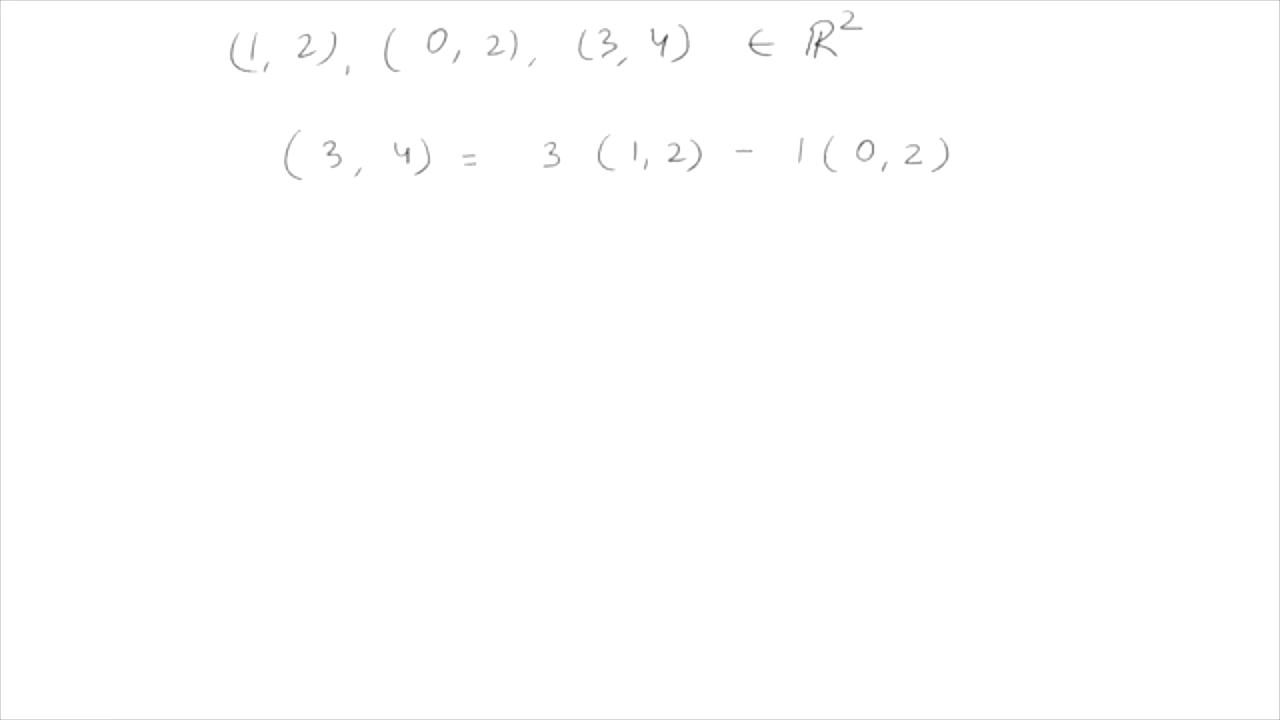 (1, 2), (0, 2), (3, 4) ∈ ℝ²
(3, 4) = 3 (1, 2) - 1 (0, 2)